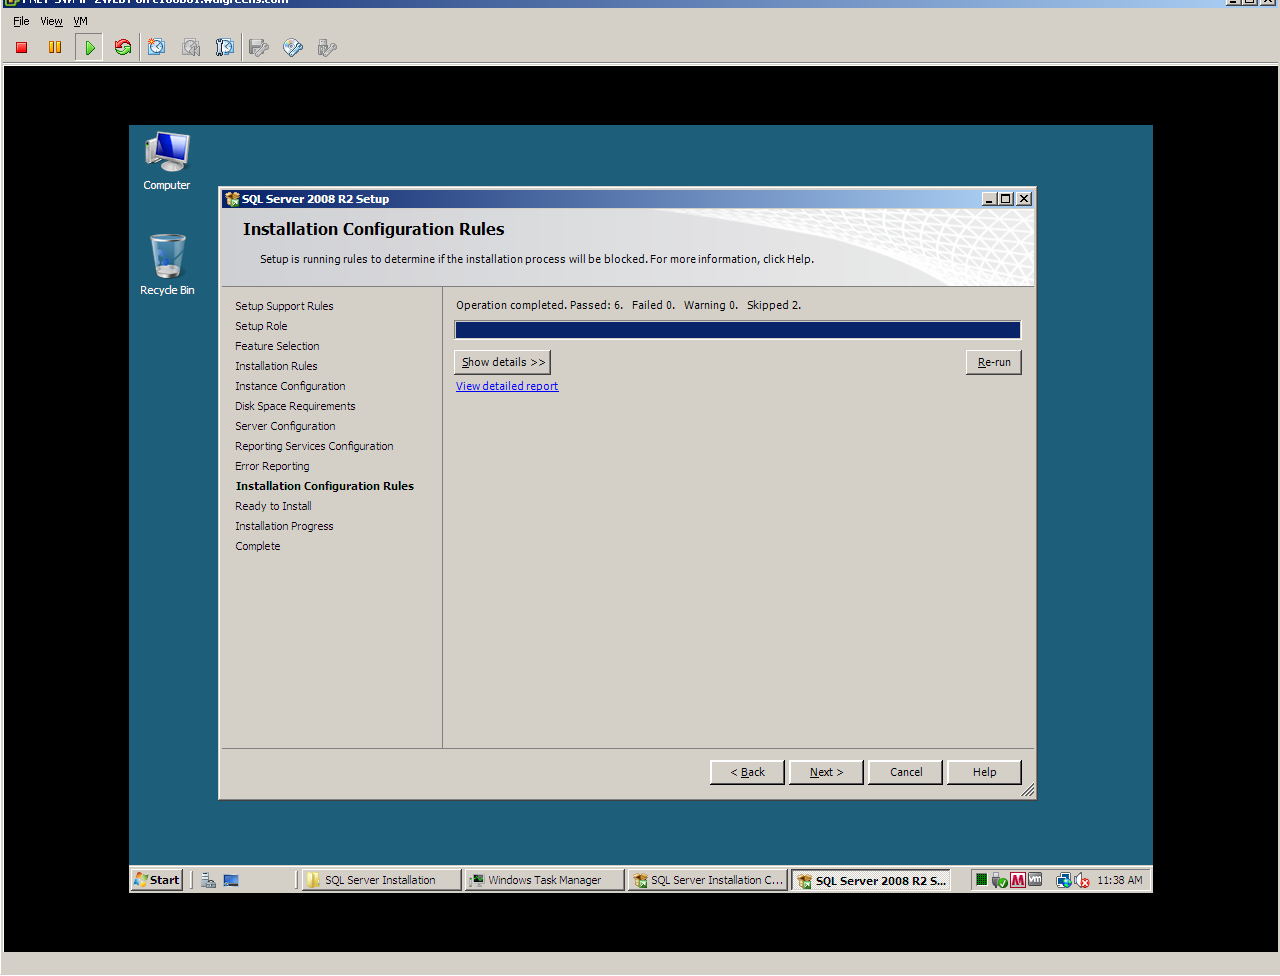 File View VM
Computer
Recycle Bin
SQL Server 2008 R2 Setup
Installation Configuration Rules
Setup is running rules to determine if the installation process will be blocked. For more information, click Help.
Setup Support Rules
Setup Role
Feature Selection
Installation Rules
Instance Configuration
Disk Space Requirements
Server Configuration
Reporting Services Configuration
Error Reporting
Installation Configuration Rules
Ready to Install
Installation Progress
Complete
Operation completed. Passed: 6. Failed 0. Warning 0. Skipped 2.
Show details >>
Re-run
View detailed report
< Back
Next >
Cancel
Help
Start
SQL Server Installation
Windows Task Manager
SQL Server Installation C...
SQL Server 2008 R2 S...
11:38 AM